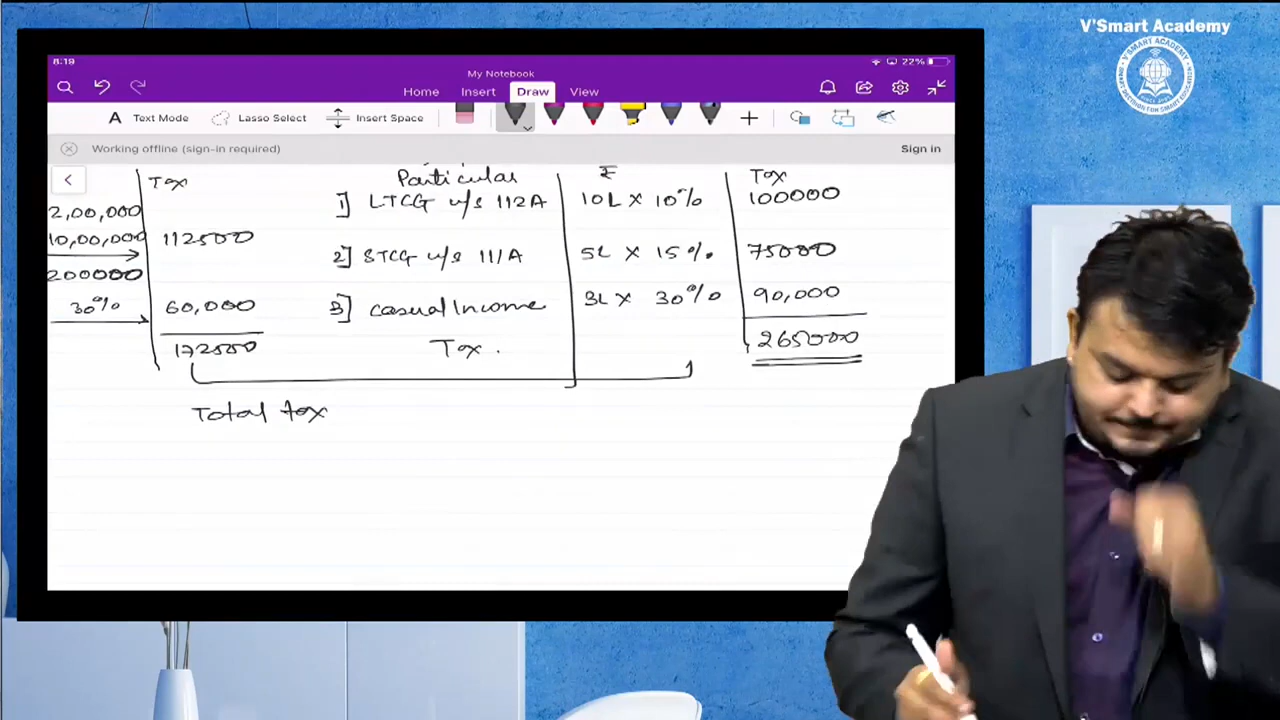 V'Smart Academy
8:19
22%
My Notebook
Home Insert Draw View
Text Mode Lasso Select Insert Space
Working offline (sign-in required) Sign in
Tax Particular ₹ Tax
2,00,000 1] LTCG u/s 112A 10L × 10% 100000
10,00,000 112500
2] STCG u/s 111A 5L × 15% 75000
200000
30% 60,000 3] Casual Income 3L × 30% 90,000
172500 Tax. 265000
Total tax